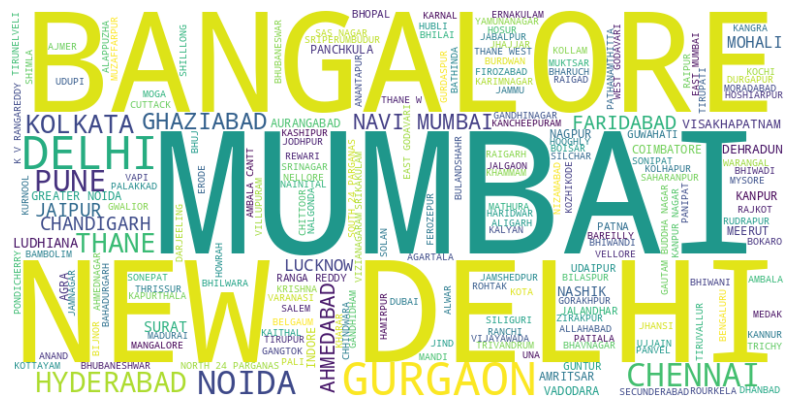 BANGALORE
MUMBAI
NEW DELHI
DELHI
KOLKATA
GHAZIABAD
NAVI MUMBAI
FARIDABAD
PUNE
JAIPUR
CHANDIGARH
THANE
LUDHIANA
HYDERABAD
NOIDA
GURGAON
CHENNAI
AHMEDABAD
LUCKNOW
SURAT
INDORE
NASHIK
MOHALI
VISAKHAPATNAM
DEHRADUN
COIMBATORE
KANPUR
MEERUT
TIRUNELVELI
SHIMLA
AJMER
UDUPI
ALAPPUZHA
MUZAFFARPUR
MOGA
CUTTACK
SHILLLONG
BHUBANESWAR
SAS NAGAR
SRIPERUMBUDUR
PANCHKULA
BHOPAL
ANANTAPUR
KARNAL
HUBLI
BHILAI
THANE W
GURDASPUR
BATHINDA
YAMUNANAGAR
ERNAKULAM
HOSUR
JABALPUR
JHAJJAR
THANE WEST
BURDWAN
FIROZABAD
KARIMNAGAR
JAMMU
KOLLAM
MUKTSAR
BHARUCH
RAIGAD
PATHANAMTHITTA
WEST GODAVARI
RAIPUR
EAST MUMBAI
TIRUPATI
KANGRA
KOCHI
DURGAPUR
MORADABAD
HOSHIARPUR
K V RANGAREDDY
AURANGABAD
GANDHINAGAR
KANCHEEPURAM
BHUJ
KASHIPUR
JODHPUR
REWARI
SRINAGAR
NELLORE
NAINITAL
SOUTH 24 PARGANAS
EAST GODAVARI
BULANDSHAHR
RAIGARH
JALGAON
KHAMMAM
NAGPUR
HOOGHLY
BOISAR
SILCHAR
GUWAHATI
SONIPAT
KOLHAPUR
SAHARANPUR
WARANGAL
BHIWADI
MYSORE
KURNOOL
VAPI
PALAKKAD
GREATER NOIDA
GWALIOR
ERODE
AMBALA CANTT
VILLUPURAM
CHITTOOR
NALGONDA
VIZIANAGARAM
SRIKAKULAM
SOLAN
FEROZEPUR
MATHURA
HARIDWAR
ALIGARH
KALYAN
NIZAMABAD
KOZHIKODE
PANIPAT
PATNA
BAREILLY
BHIWANDI
VELLORE
KANPUR NAGAR
GAUTAM BUDDHA NAGAR
RAJKOT
RUDRAPUR
BOKARO
BAMBOLIM
DARJEELING
HOWRAH
AGARTALA
PONDICHERRY
JAMNAGAR
AGRA
BIJNOR
AHMEDNAGAR
BAHADURGARH
SONEPAT
THRISSUR
KAPURTHALA
BHILWARA
RANGA REDDY
KRISHNA
VARANASI
SALEM
BELGAUM
KAITHAL
TIRUPUR
GANGTOK
PALI
MADURAI
MANGALORE
ANAND
KOTTAYAM
BHUBANESHWAR
NORTH 24 PARGANAS
CHHINDWARA
GANDHIDHAM
HAMIRPUR
DUBAI
ALWAR
JIND
MANDI
JAMSHEDPUR
ROHTAK
KOTA
SILIGURI
RANCHI
VIJAYAWADA
TRIVANDRUM
UNA
UDAIPUR
BILASPUR
GORAKHPUR
JALANDHAR
ZIRAKPUR
ALLAHABAD
PATIALA
BHAVNAGAR
JHANSI
UJJAIN
PANVEL
TIRUVALLUR
BENGALURU
BHIWANI
AMBALA
MEDAK
KANNUR
TRICHY
GUNTUR
AMRITSAR
VADODARA
SECUNDERABAD
ROURKELA
DHANBAD